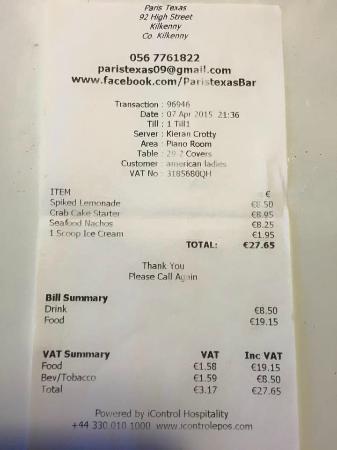 Paris Texas
92 High Street
Kilkenny
Co. Kilkenny
056 7761822
paristexas09@gmail.com
www.facebook.com/ParistexasBar
Transaction : 96946
Date : 07 Apr 2015 21:36
Till : 1 Till1
Server : Kieran Crotty
Area : Piano Room
Table : 29 2 Covers
Customer : american ladies
VAT No : 3185680QH
ITEM €
Spiked Lemonade €8.50
Crab Cake Starter €8.95
Seafood Nachos €8.25
1 Scoop Ice Cream €1.95
TOTAL: €27.65
Thank You
Please Call Again
Bill Summary
Drink €8.50
Food €19.15
VAT Summary VAT Inc VAT
Food €1.58 €19.15
Bev/Tobacco €1.59 €8.50
Total €3.17 €27.65
Powered by iControl Hospitality
+44 330 010 1000 www.icontrolepos.com